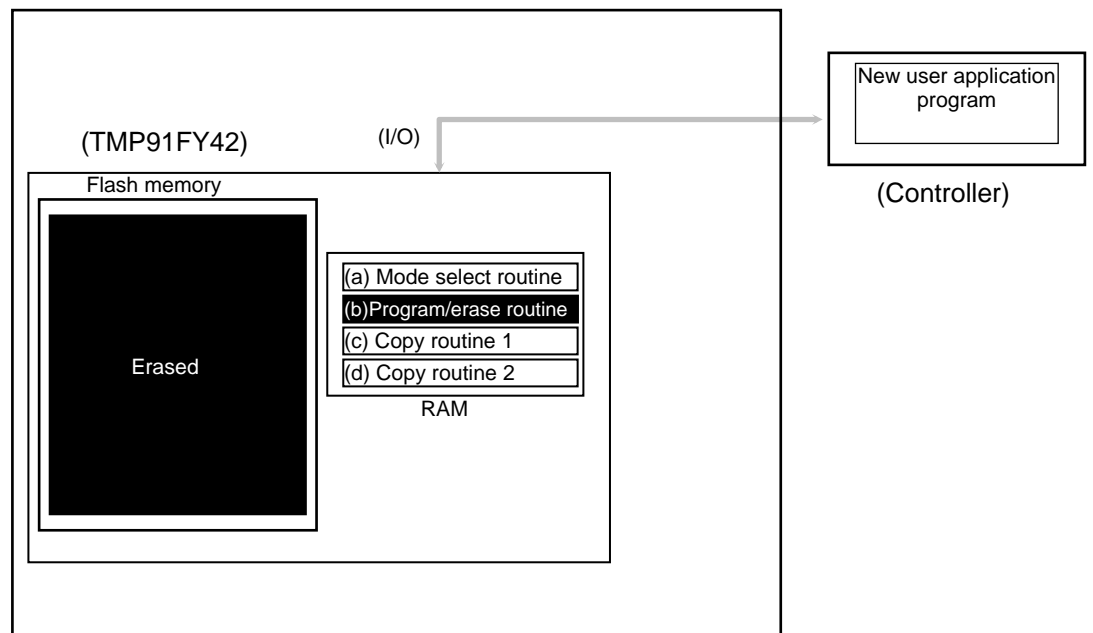 New user application
program
(Controller)
(I/O)
(TMP91FY42)
Flash memory
Erased
(a) Mode select routine
(b)Program/erase routine
(c) Copy routine 1
(d) Copy routine 2
RAM